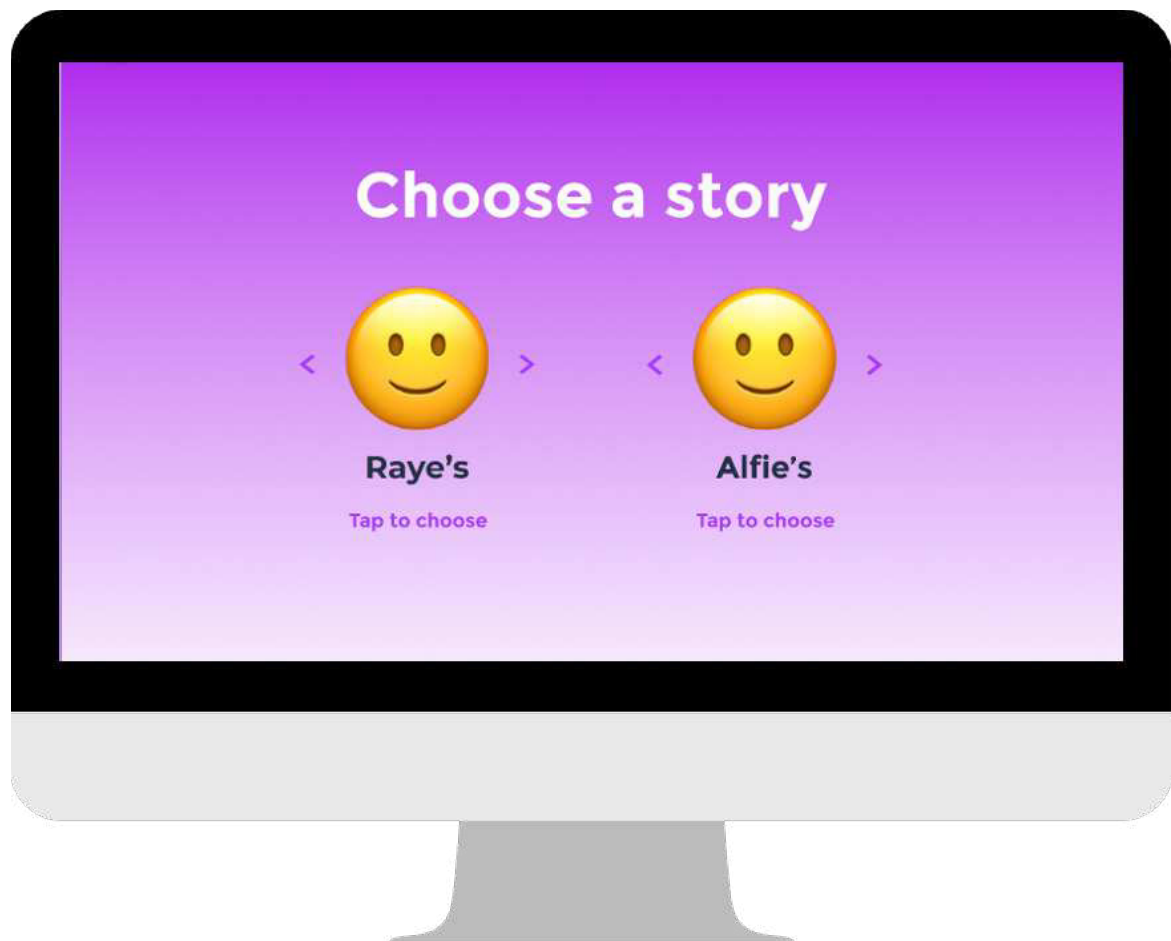 Choose a story
< > < >
Raye’s Alfie’s
Tap to choose Tap to choose